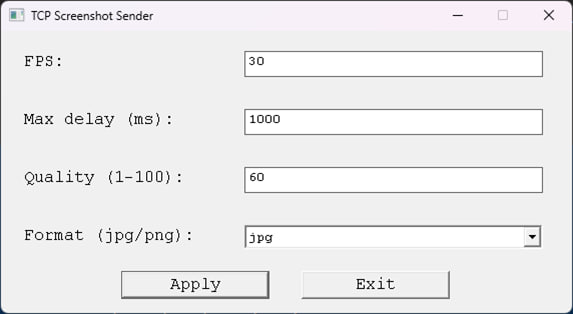 TCP Screenshot Sender
FPS: 30
Max delay (ms): 1000
Quality (1-100): 60
Format (jpg/png): jpg
Apply Exit